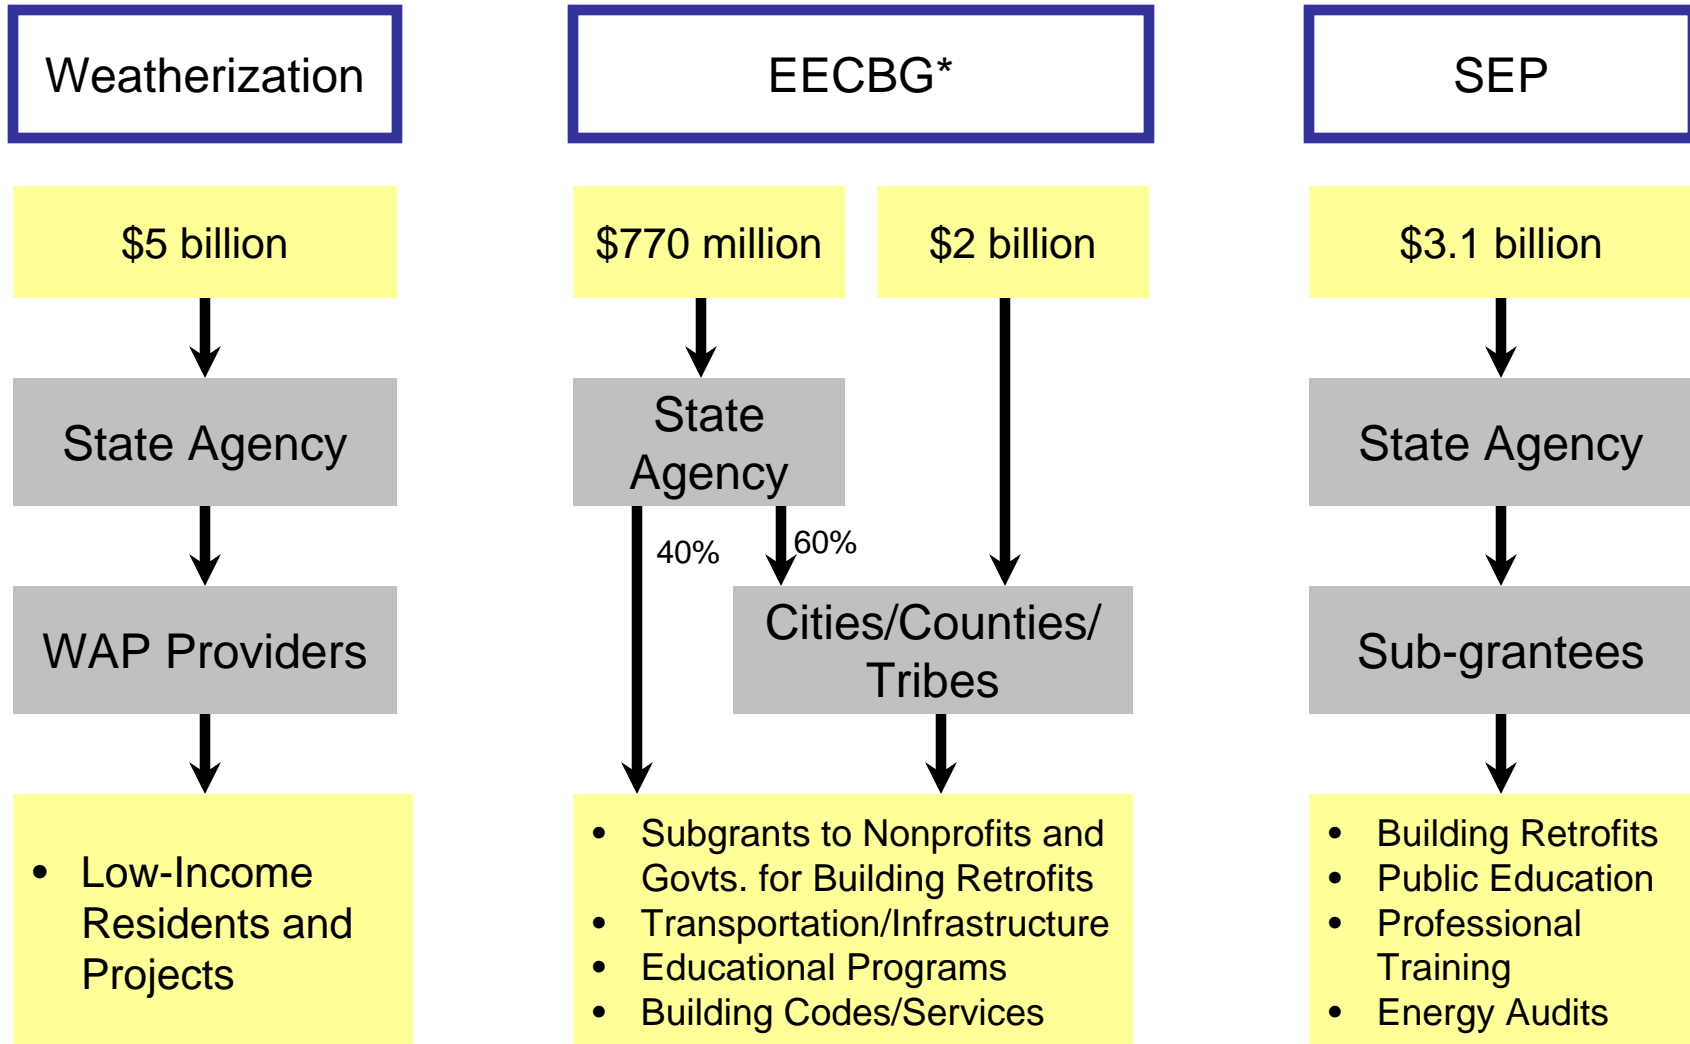 Weatherization
EECBG*
SEP
$5 billion
$770 million
$2 billion
$3.1 billion
State Agency
State
Agency
State Agency
40%
60%
WAP Providers
Cities/Counties/
Tribes
Sub-grantees
• Low-Income
Residents and
Projects
• Subgrants to Nonprofits and
Govts. for Building Retrofits
• Transportation/Infrastructure
• Educational Programs
• Building Codes/Services
• Building Retrofits
• Public Education
• Professional
Training
• Energy Audits